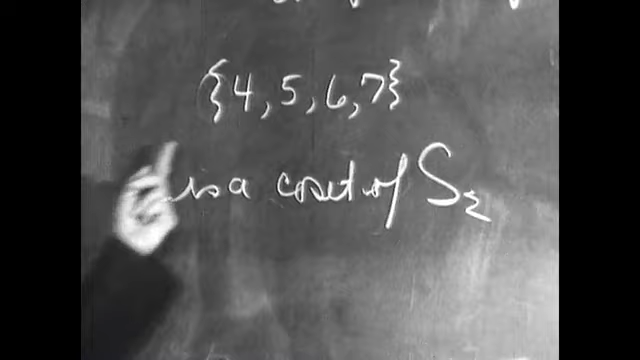 {4,5,6,7}
is a coset of S₂